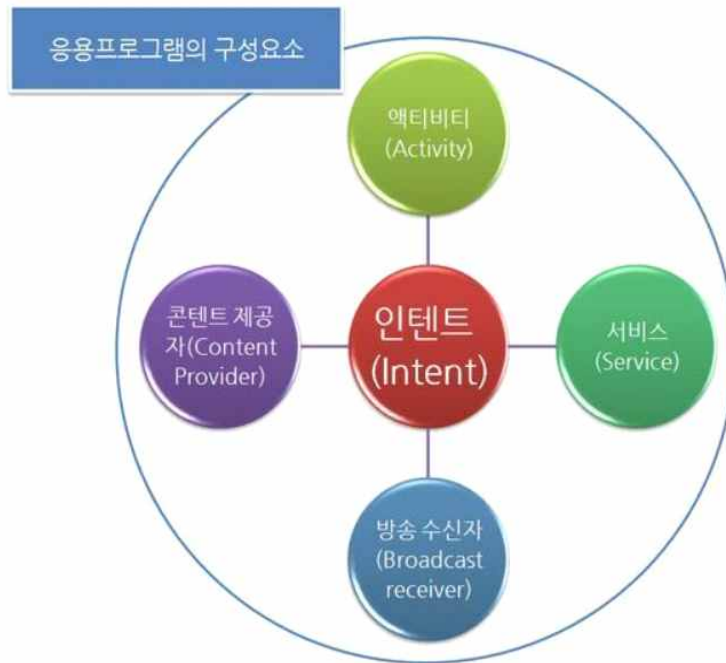 응용프로그램의 구성요소
액티비티
(Activity)
콘텐트 제공
자(Content
Provider)
인텐트
(Intent)
서비스
(Service)
방송 수신자
(Broadcast
receiver)